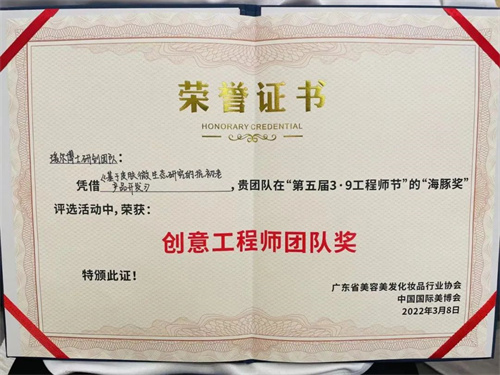 荣誉证书
HONORARY CREDENTIAL
瑞尔博士研创团队：
《基于皮肤微生态研究的抗初老
凭借 产品开发》，贵团队在“第五届3·9工程师节”的“海豚奖”
评选活动中，荣获：
创意工程师团队奖
特颁此证！
广东省美容美发化妆品行业协会
中国国际美博会
2022年3月8日